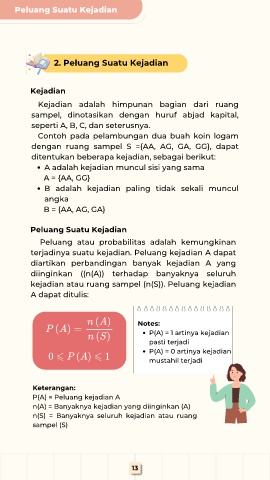 Peluang Suatu Kejadian
2. Peluang Suatu Kejadian
Kejadian
Kejadian adalah himpunan bagian dari ruang
sampel, dinotasikan dengan huruf abjad kapital,
seperti A, B, C, dan seterusnya.
Contoh pada pelambungan dua buah koin logam
dengan ruang sampel S ={AA, AG, GA, GG}, dapat
ditentukan beberapa kejadian, sebagai berikut:
• A adalah kejadian muncul sisi yang sama
A = {AA, GG}
• B adalah kejadian paling tidak sekali muncul
angka
B = {AA, AG, GA}
Peluang Suatu Kejadian
Peluang atau probabilitas adalah kemungkinan
terjadinya suatu kejadian. Peluang kejadian A dapat
diartikan perbandingan banyak kejadian A yang
diinginkan ((n(A)) terhadap banyaknya seluruh
kejadian atau ruang sampel (n(S)). Peluang kejadian
A dapat ditulis:
P (A) = n (A) / n (S)
0 ⩽ P (A) ⩽ 1
Notes:
• P(A) = 1 artinya kejadian
pasti terjadi
• P(A) = 0 artinya kejadian
mustahil terjadi
Keterangan:
P(A) = Peluang kejadian A
n(A) = Banyaknya kejadian yang diinginkan (A)
n(S) = Banyaknya seluruh kejadian atau ruang
sampel (S)
13